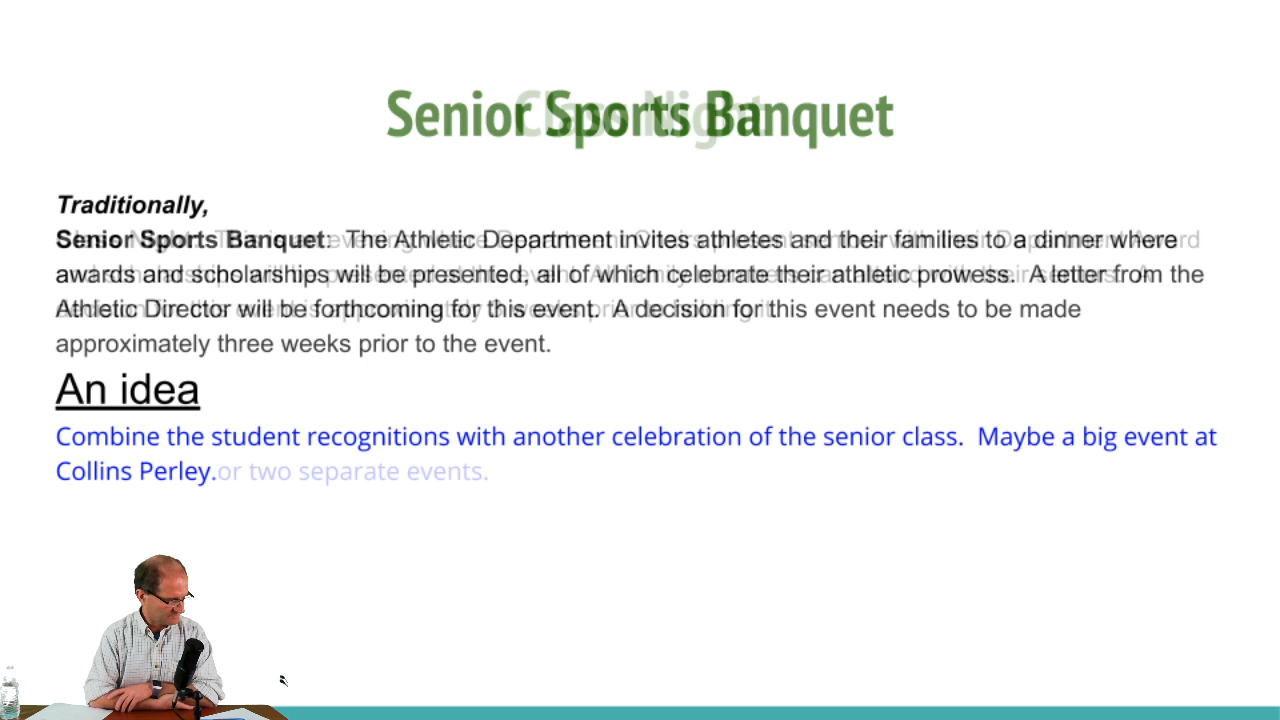 Senior Sports Banquet
Class Night
Traditionally,
Senior Sports Banquet:  The Athletic Department invites athletes and their families to a dinner where
awards and scholarships will be presented, all of which celebrate their athletic prowess.  A letter from the
Athletic Director will be forthcoming for this event.  A decision for this event needs to be made
approximately three weeks prior to the event.
An idea
Combine the student recognitions with another celebration of the senior class.  Maybe a big event at
Collins Perley.
or two separate events.